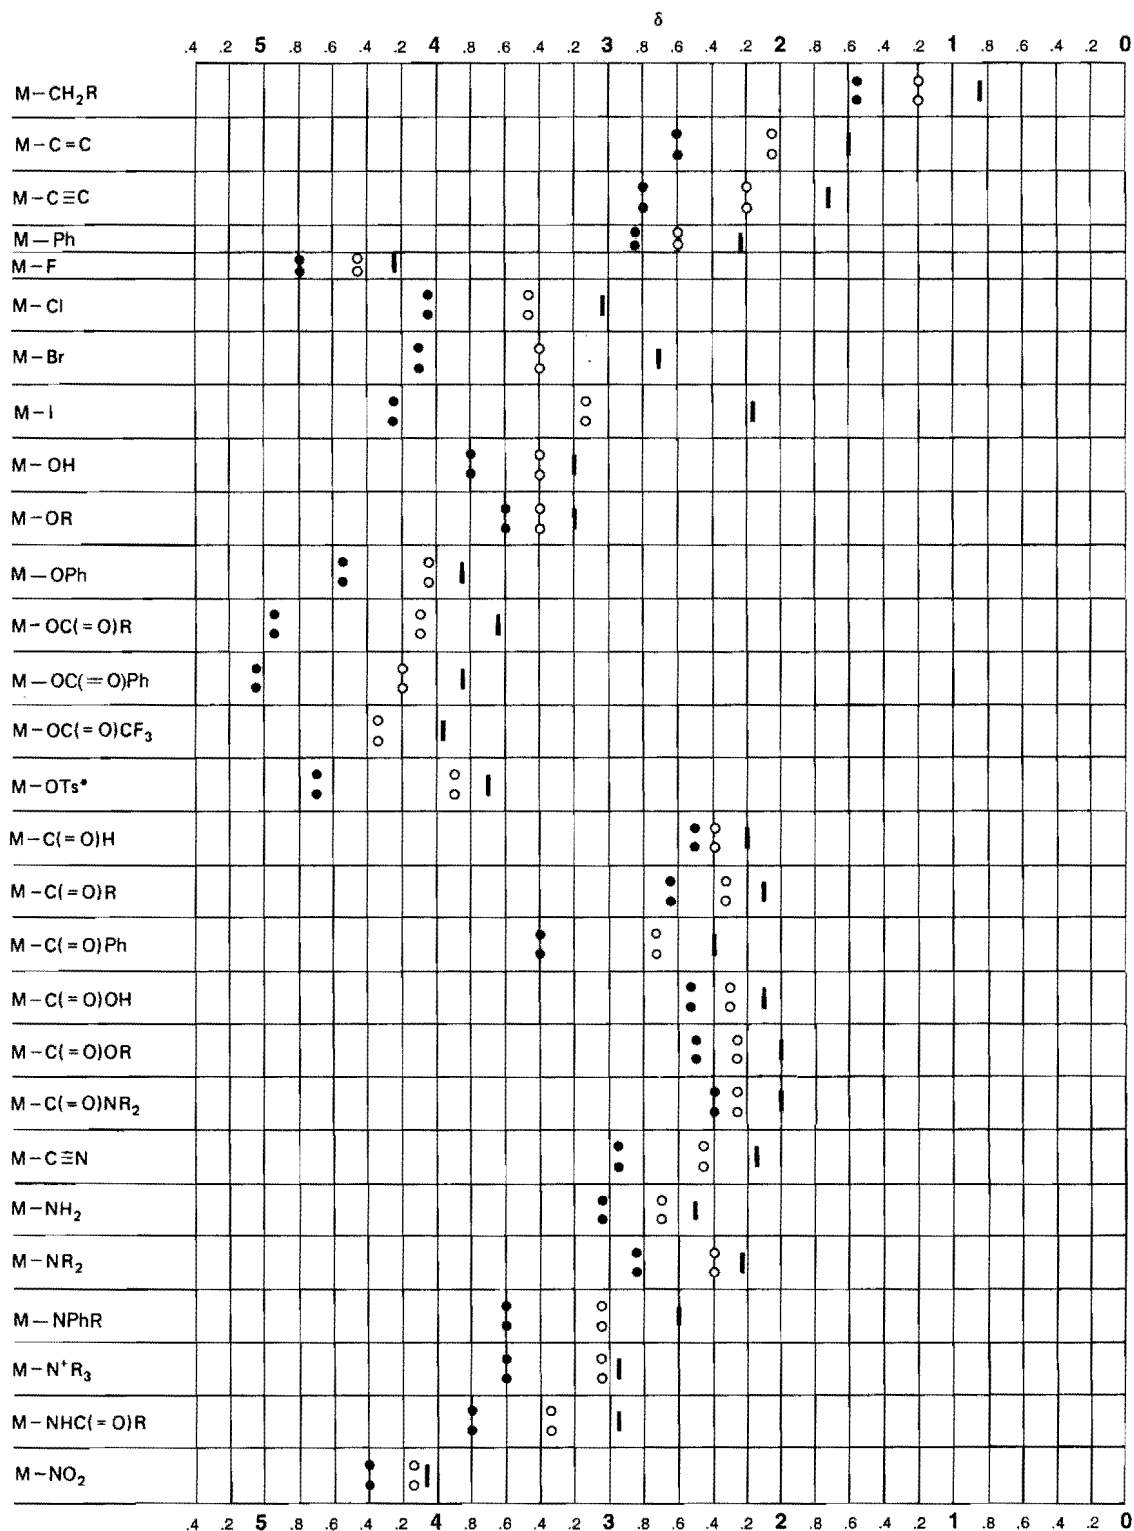 δ
.4 .2 5 .8 .6 .4 .2 4 .8 .6 .4 .2 3 .8 .6 .4 .2 2 .8 .6 .4 .2 1 .8 .6 .4 .2 0
M-CH₂R
M-C=C
M-C≡C
M-Ph
M-F
M-Cl
M-Br
M-I
M-OH
M-OR
M-OPh
M-OC(=O)R
M-OC(=O)Ph
M-OC(=O)CF₃
M-OTs*
M-C(=O)H
M-C(=O)R
M-C(=O)Ph
M-C(=O)OH
M-C(=O)OR
M-C(=O)NR₂
M-C≡N
M-NH₂
M-NR₂
M-NPhR
M-N⁺R₃
M-NHC(=O)R
M-NO₂
.4 .2 5 .8 .6 .4 .2 4 .8 .6 .4 .2 3 .8 .6 .4 .2 2 .8 .6 .4 .2 1 .8 .6 .4 .2 0